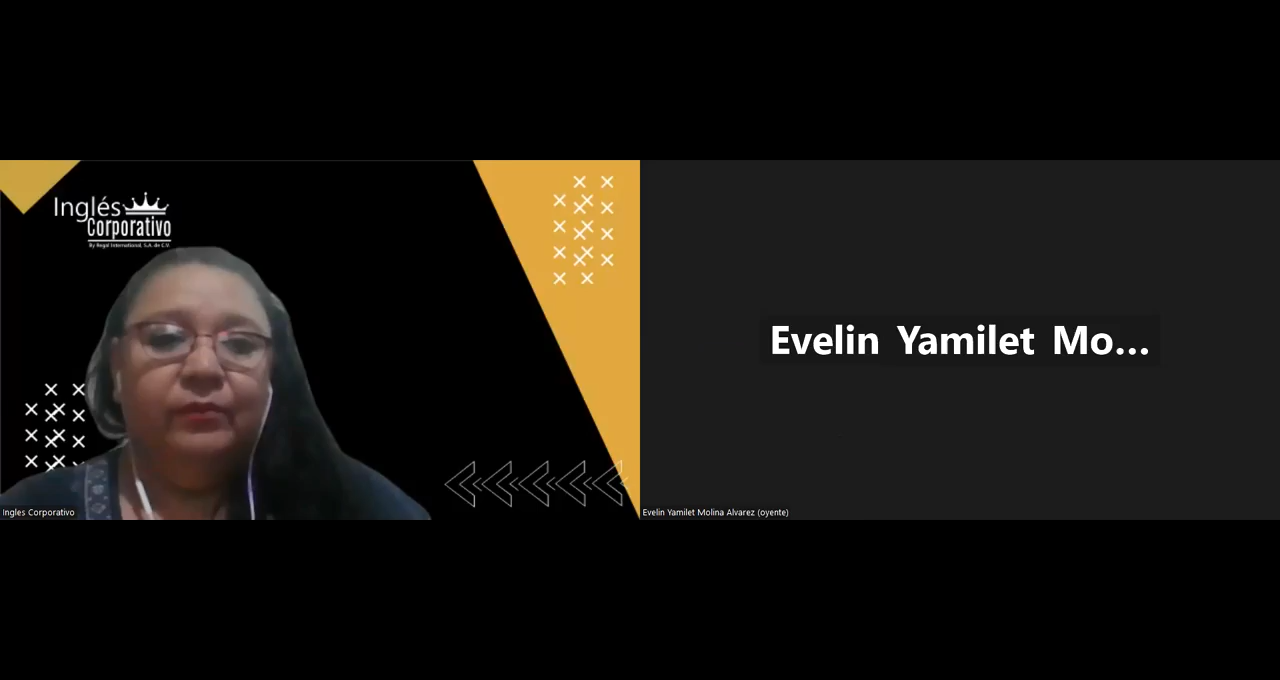 Inglés
Corporativo
By Regal International, S.A. de C.V.
Evelin Yamilet Mo...
Ingles Corporativo
Evelin Yamilet Molina Alvarez (oyente)